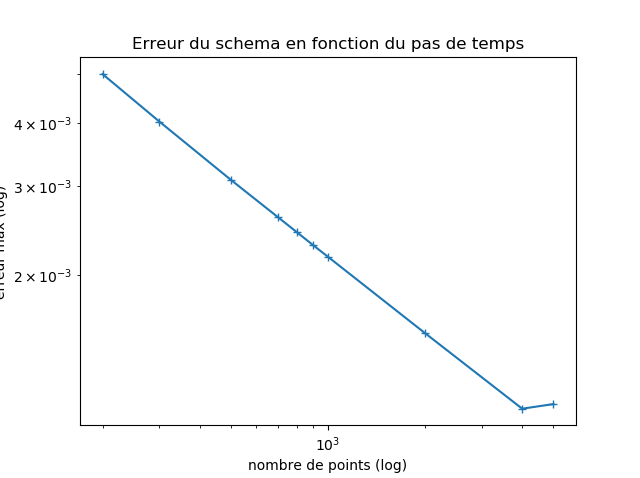 Erreur du schema en fonction du pas de temps
4 × 10⁻³
3 × 10⁻³
2 × 10⁻³
erreur max (log)
10³
nombre de points (log)